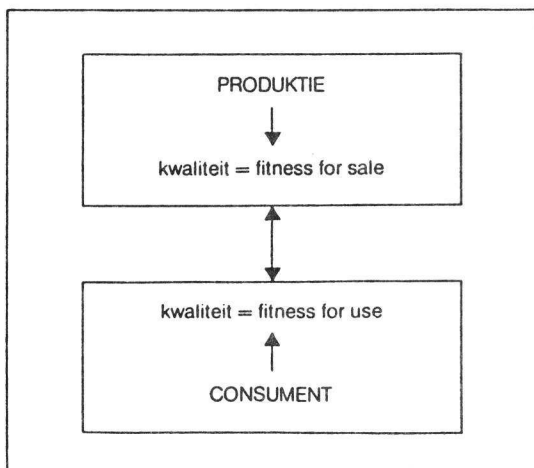 PRODUKTIE
kwaliteit = fitness for sale
kwaliteit = fitness for use
CONSUMENT